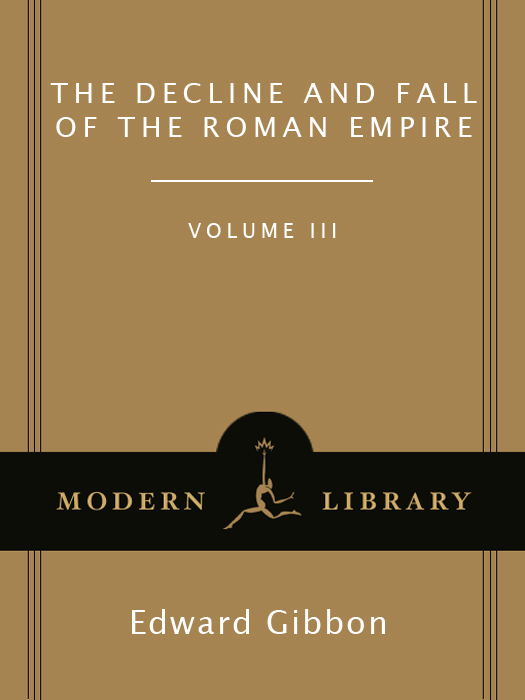 THE DECLINE AND FALL
OF THE ROMAN EMPIRE
VOLUME III
MODERN LIBRARY
Edward Gibbon